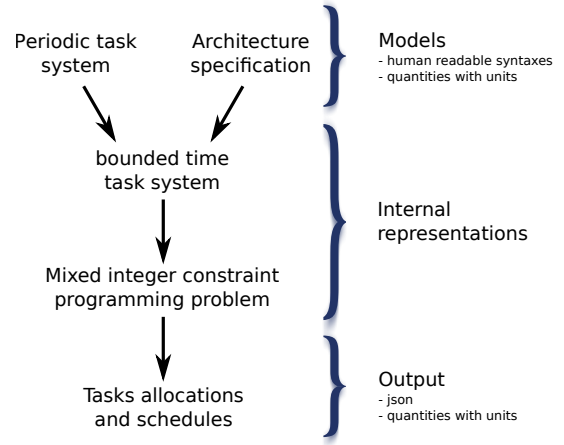 Periodic task
system
Architecture
specification
Models
- human readable syntaxes
- quantities with units
bounded time
task system
Internal
representations
Mixed integer constraint
programming problem
Tasks allocations
and schedules
Output
- json
- quantities with units